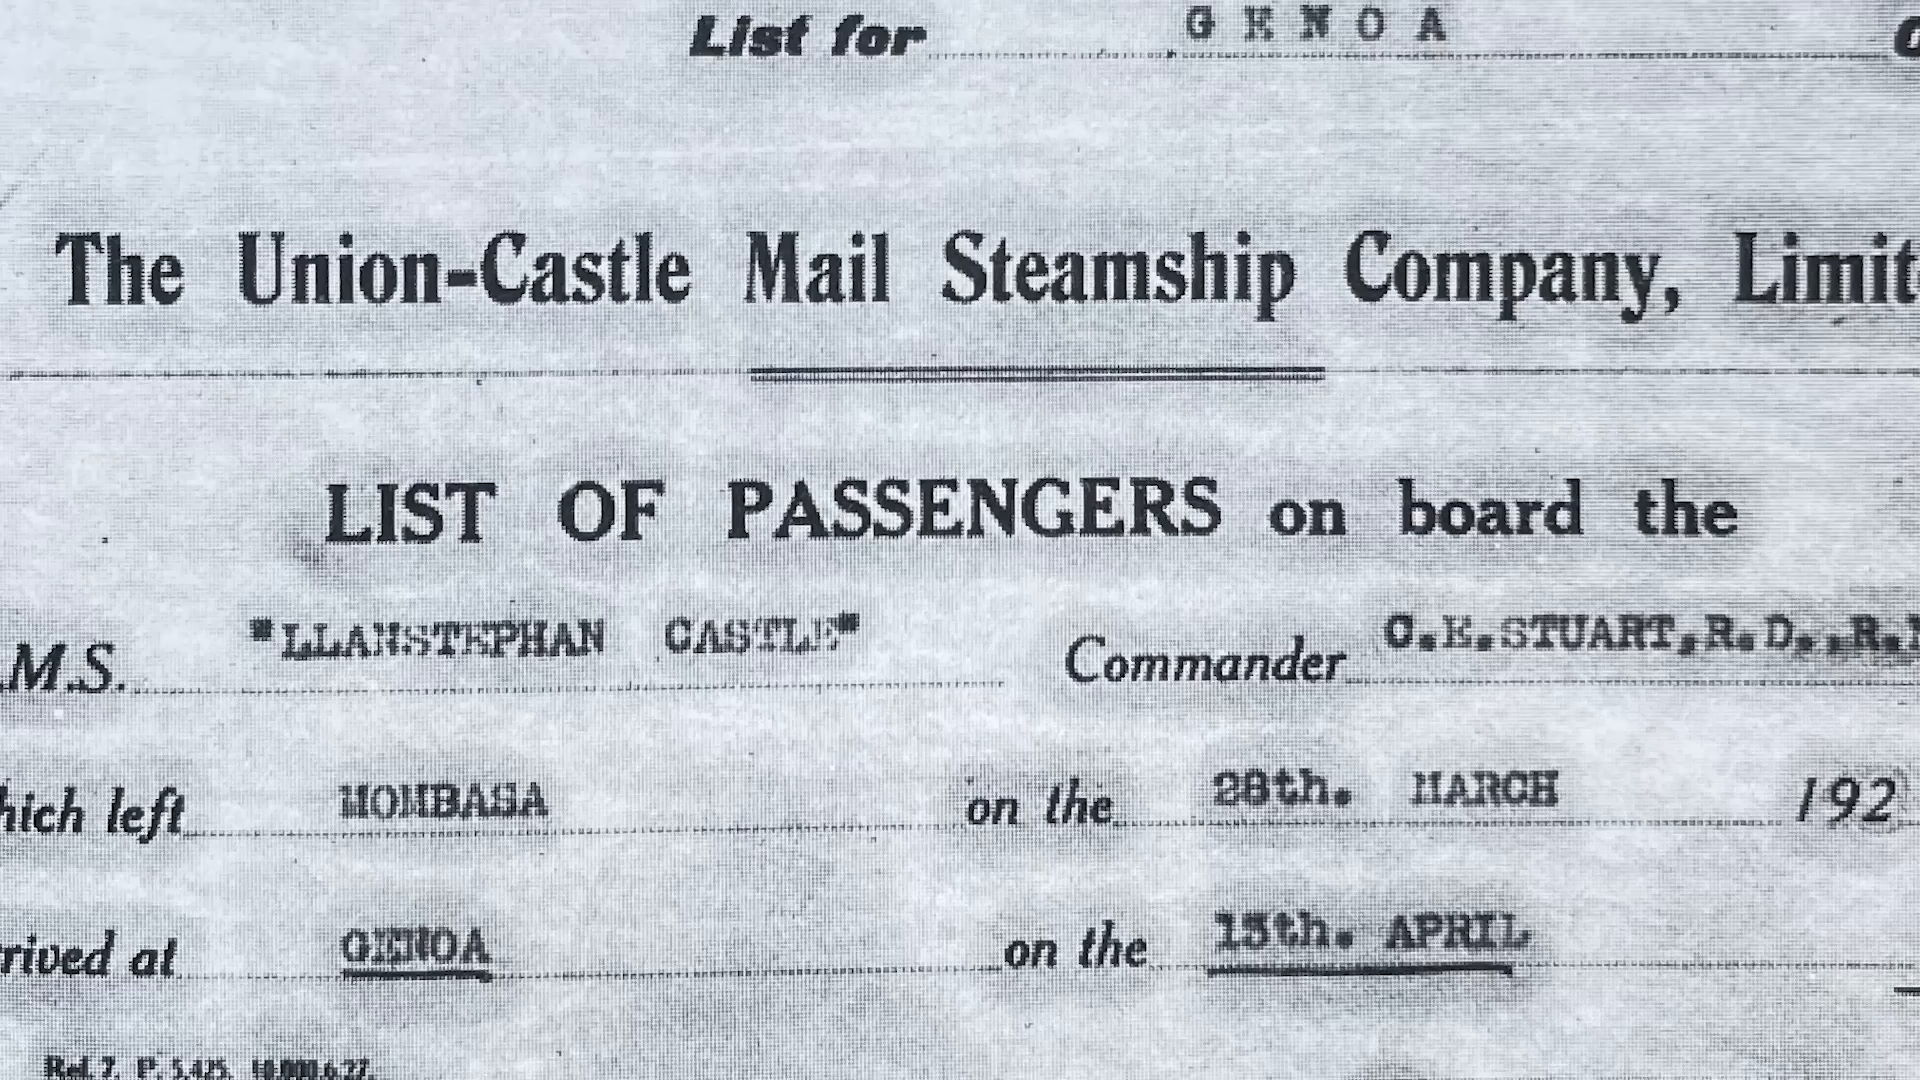 List for G E N O A
The Union-Castle Mail Steamship Company, Limit
LIST OF PASSENGERS on board the
.M.S. "LLANSTEPHAN CASTLE" Commander O.E.STUART,R.D.,R.
hich left MOMBASA on the 28th. MARCH 192
rived at GENOA on the 15th. APRIL
Ref. 7. P. 5,425. 10,000.6.27.